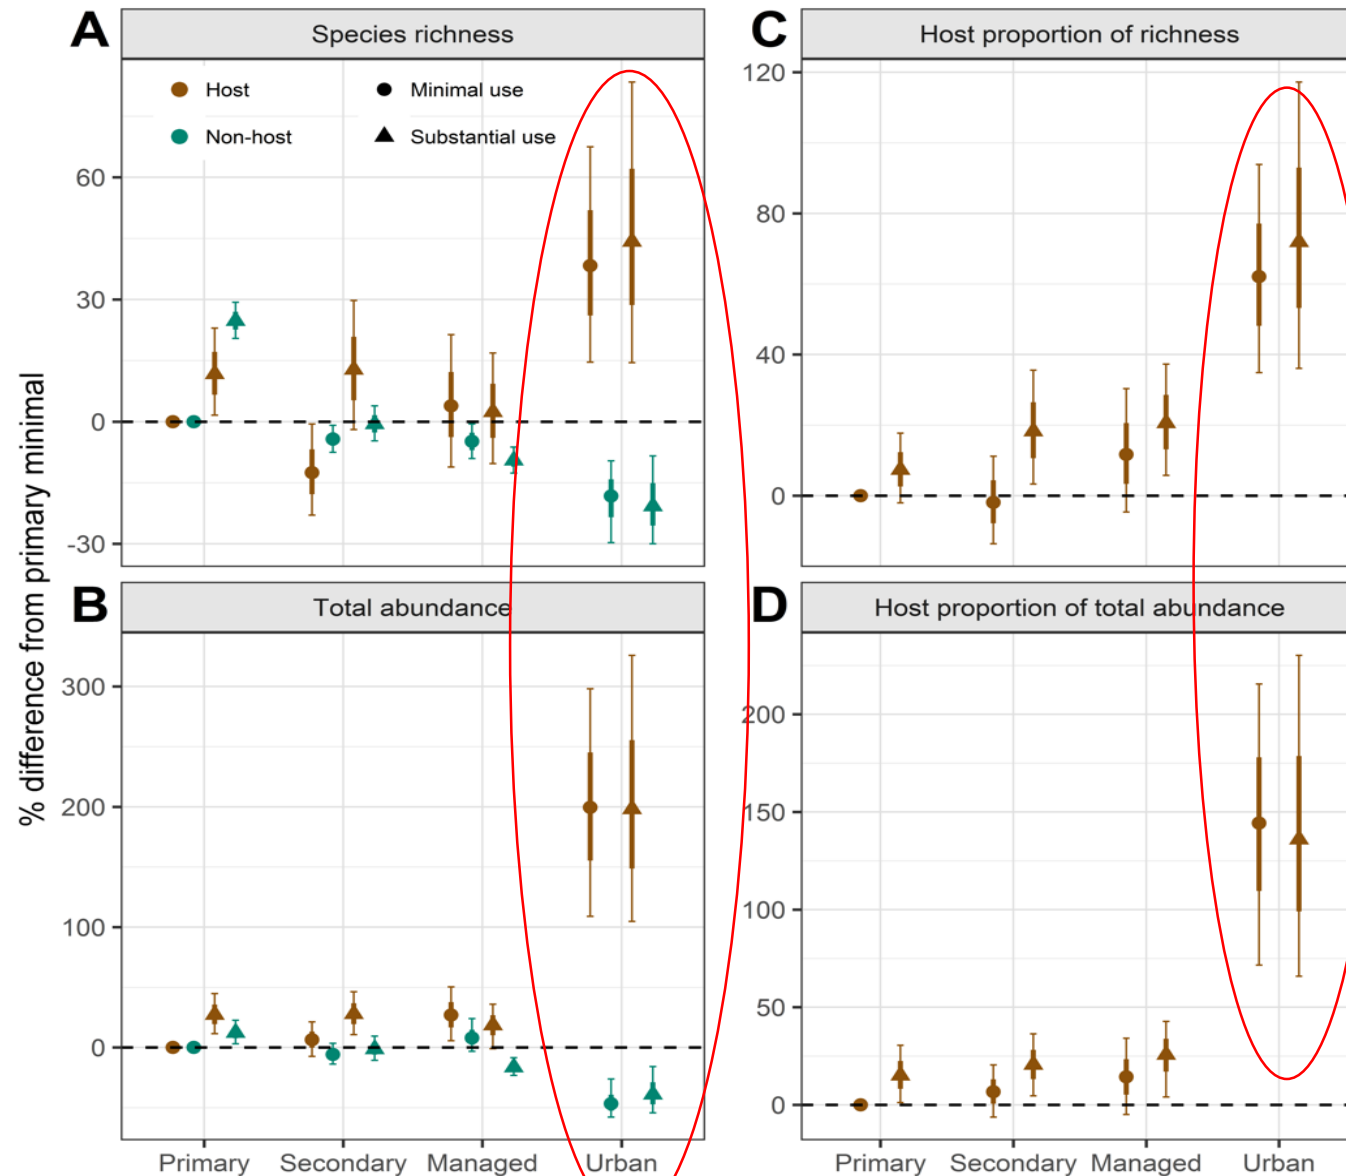 A
Species richness
Host
Minimal use
Non-host
Substantial use
60
30
0
-30
B
Total abundance
300
200
100
0
Primary Secondary Managed Urban
% difference from primary minimal
C
Host proportion of richness
120
80
40
0
D
Host proportion of total abundance
200
150
100
50
0
Primary Secondary Managed Urban